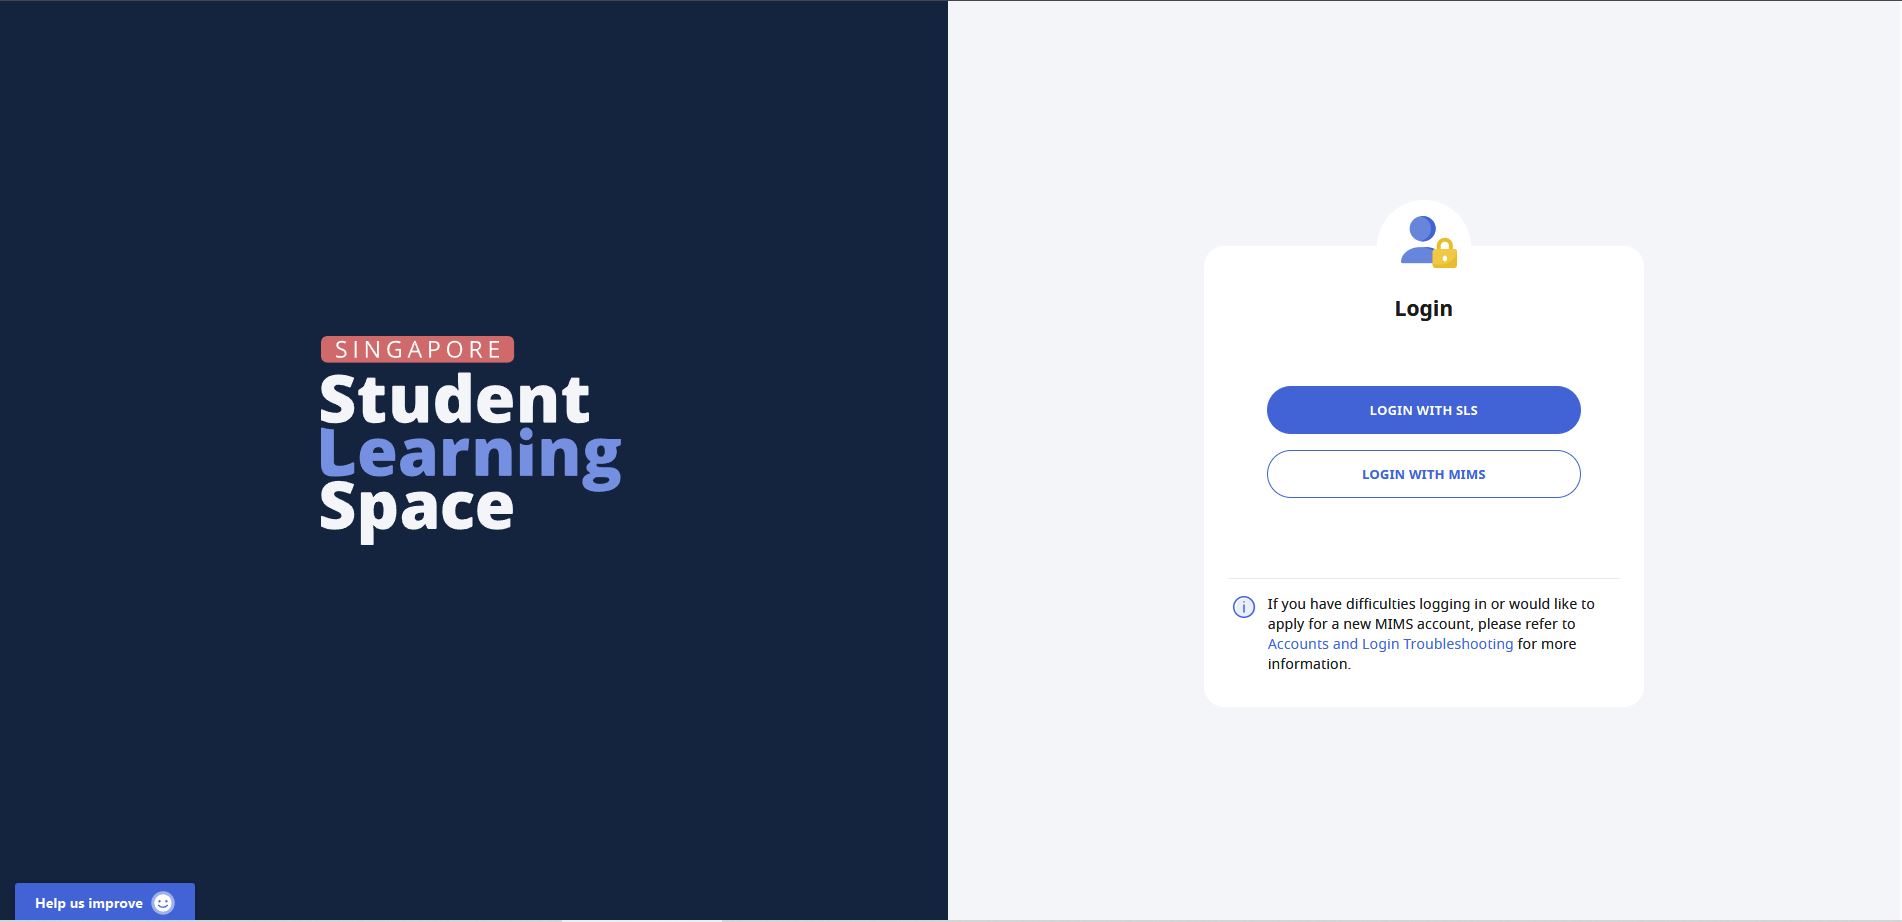 SINGAPORE
Student
Learning
Space
Help us improve
Login
LOGIN WITH SLS
LOGIN WITH MIMS
If you have difficulties logging in or would like to
apply for a new MIMS account, please refer to
Accounts and Login Troubleshooting for more
information.